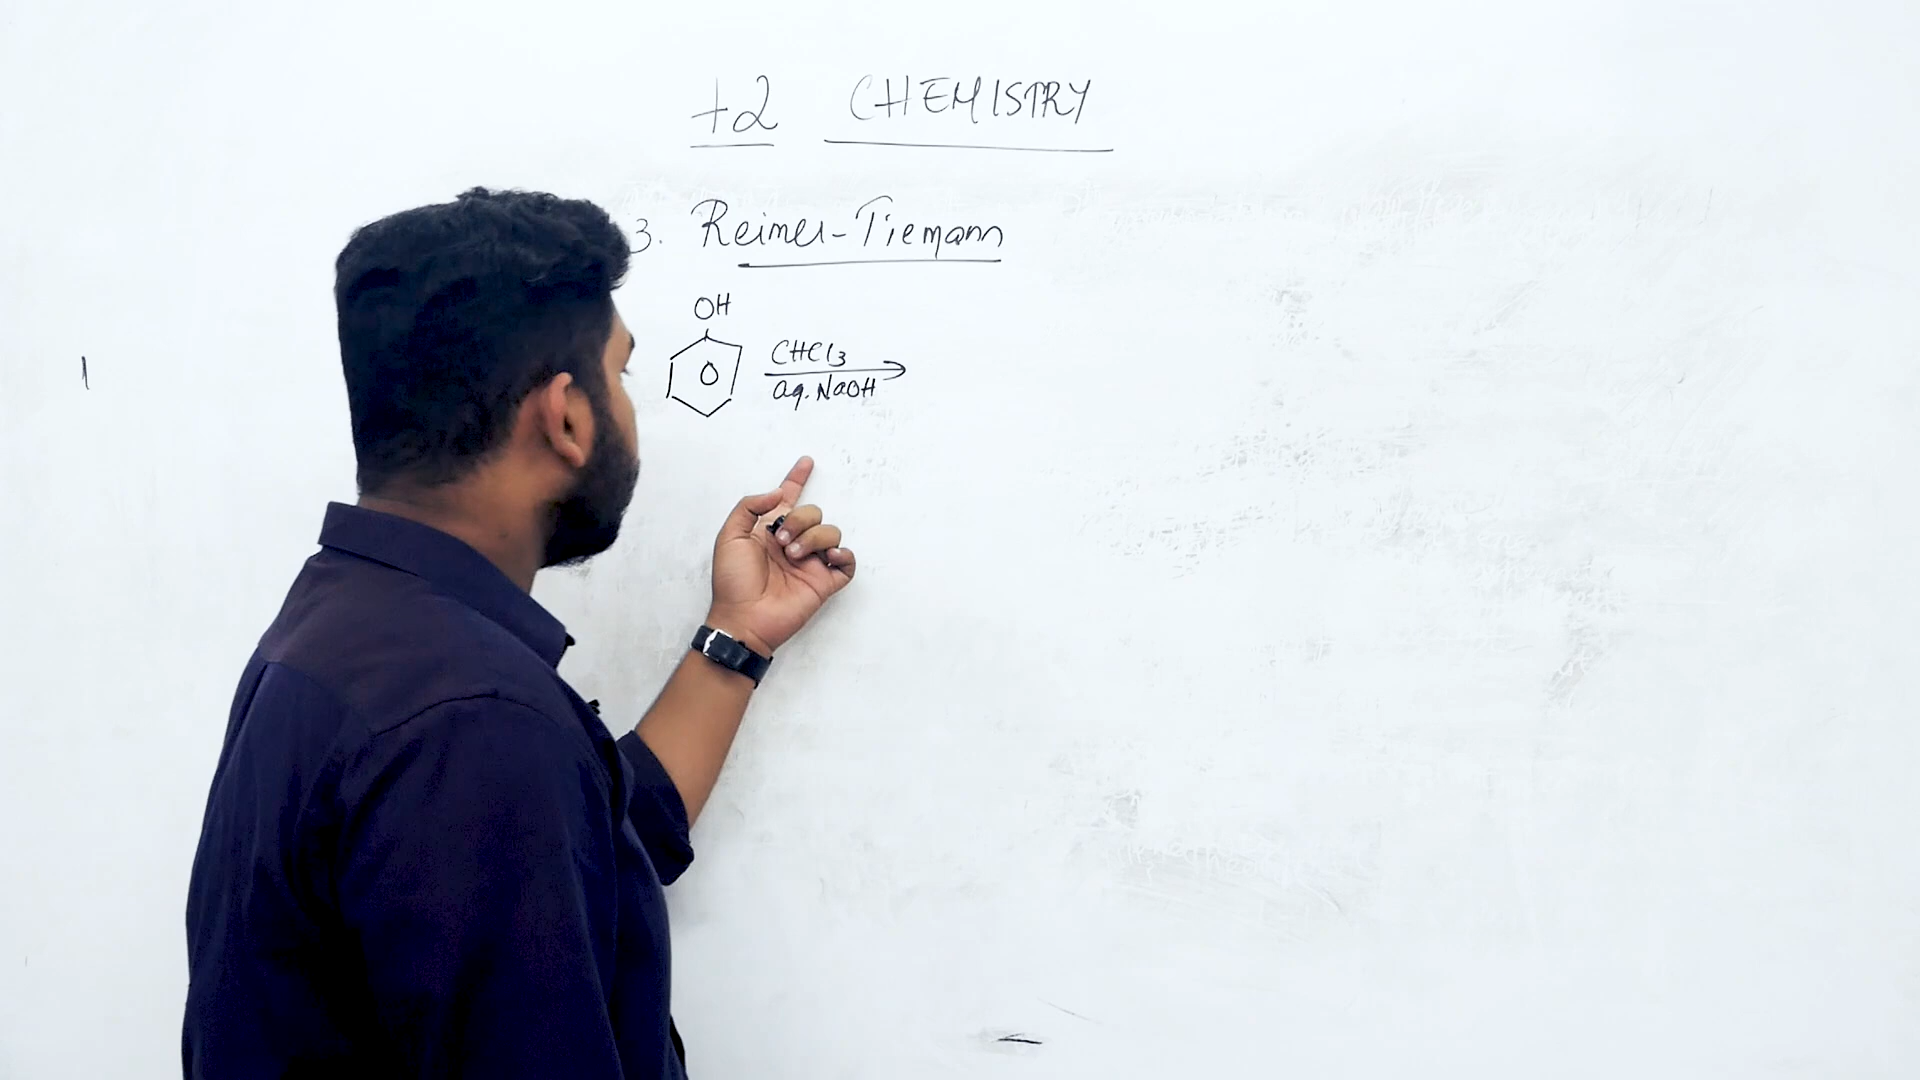 +2 CHEMISTRY
3. Reimer-Tiemann
OH
CHCl3
aq. NaOH